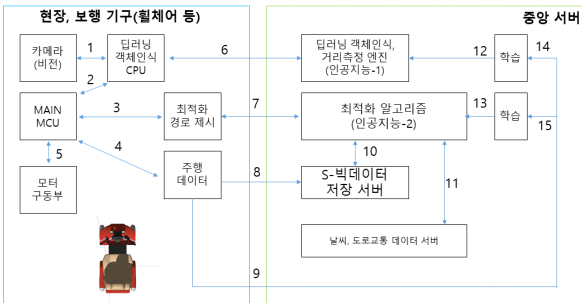 현장, 보행 기구(휠체어 등)
중앙 서버
카메라
(비전)
1
딥러닝
객체인식
CPU
6
딥러닝 객체인식,
거리측정 엔진
(인공지능-1)
12
학습
14
2
MAIN
MCU
3
최적화
경로 제시
7
최적화 알고리즘
(인공지능-2)
13
학습
15
4
5
모터
구동부
주행
데이터
8
10
S-빅데이터
저장 서버
11
날씨, 도로교통 데이터 서버
9